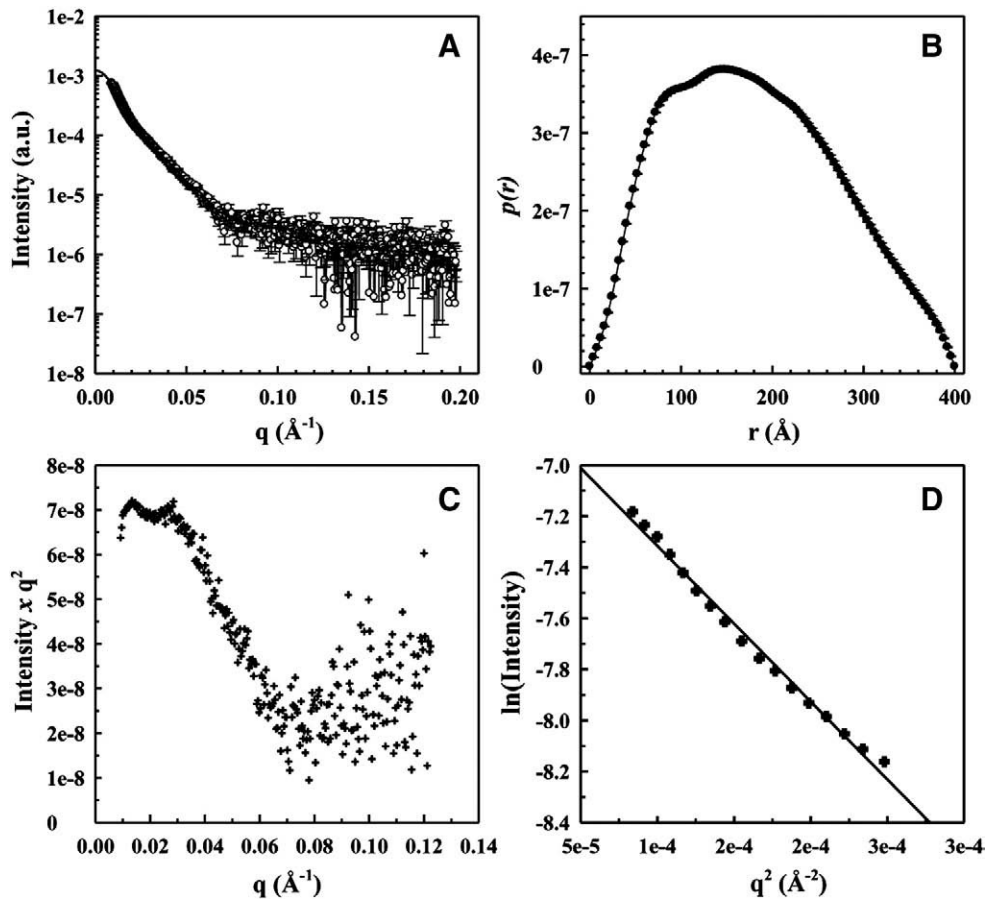 A
1e-2
1e-3
1e-4
1e-5
1e-6
1e-7
1e-8
Intensity (a.u.)
0.00 0.05 0.10 0.15 0.20
q (Å-1)
B
4e-7
3e-7
2e-7
1e-7
0
p(r)
0 100 200 300 400
r (Å)
C
8e-8
7e-8
6e-8
5e-8
4e-8
3e-8
2e-8
1e-8
0
Intensity x q2
0.00 0.02 0.04 0.06 0.08 0.10 0.12 0.14
q (Å-1)
D
-7.0
-7.2
-7.4
-7.6
-7.8
-8.0
-8.2
-8.4
ln(Intensity)
5e-5 1e-4 2e-4 2e-4 3e-4 3e-4
q2 (Å-2)